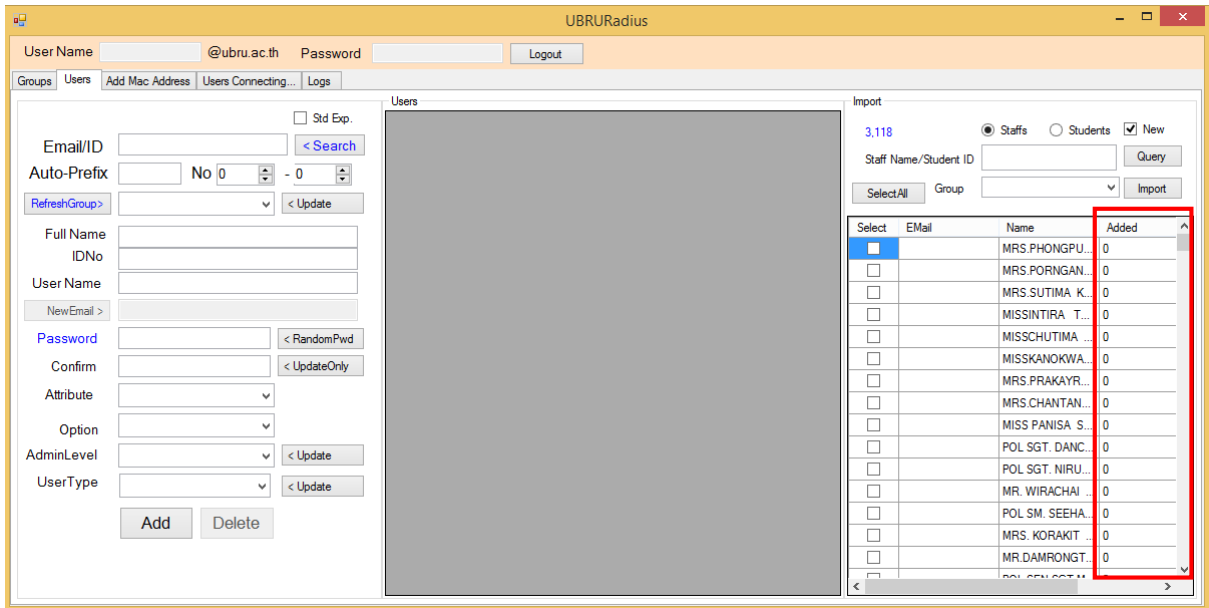 UBRURadius
User Name @ubru.ac.th Password Logout
Groups Users Add Mac Address Users Connecting... Logs
Std Exp.
Email/ID < Search
Auto-Prefix No 0 - 0
RefreshGroup> < Update
Full Name
IDNo
User Name
NewEmail >
Password < RandomPwd
Confirm < UpdateOnly
Attribute
Option
AdminLevel < Update
UserType < Update
Add Delete
Users
Import
3,118 Staffs Students New
Staff Name/Student ID Query
SelectAll Group Import
Select EMail Name Added
MRS.PHONGPU... 0
MRS.PORNGAN... 0
MRS.SUTIMA K... 0
MISSINTIRA T... 0
MISSCHUTIMA ... 0
MISSKANOKWA... 0
MRS.PRAKAYR... 0
MRS.CHANTAN... 0
MISS PANISA S... 0
POL SGT. DANC... 0
POL SGT. NIRU... 0
MR. WIRACHAI ... 0
POL SM. SEEHA... 0
MRS. KORAKIT ... 0
MR.DAMRONGT... 0